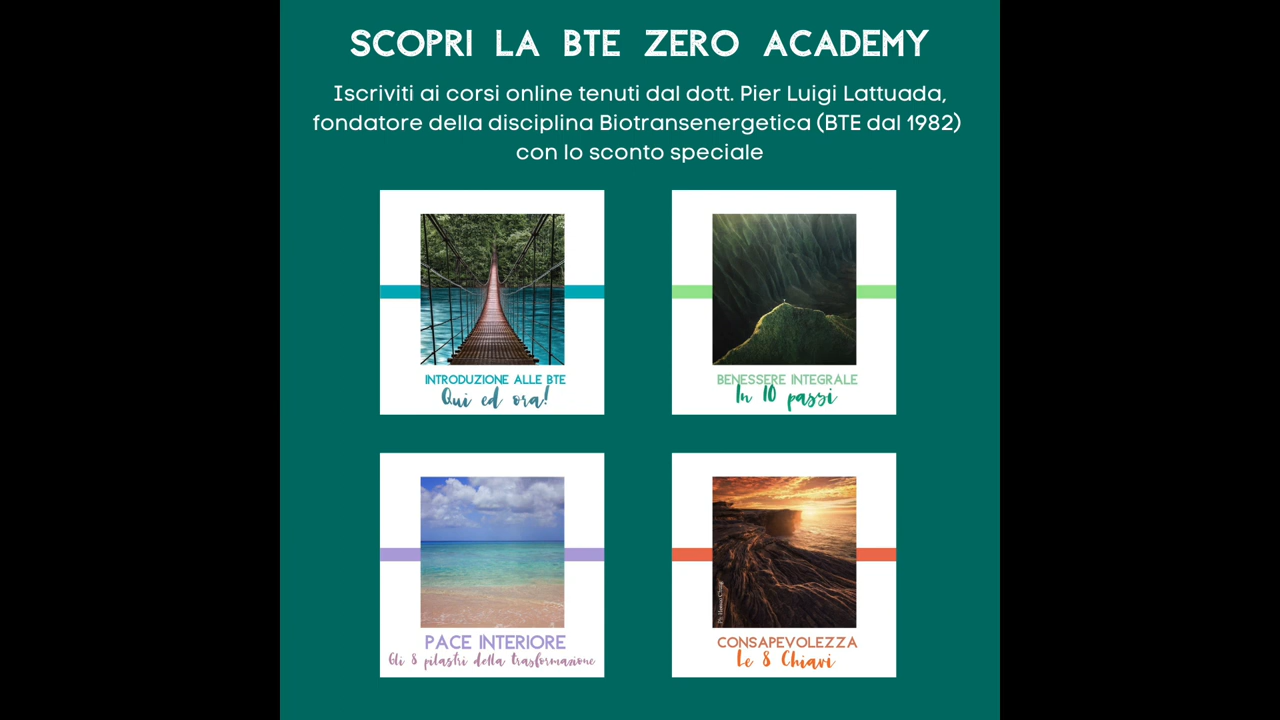 SCOPRI LA BTE ZERO ACADEMY
Iscriviti ai corsi online tenuti dal dott. Pier Luigi Lattuada,
fondatore della disciplina Biotransenergetica (BTE dal 1982)
con lo sconto speciale
INTRODUZIONE ALLE BTE
Qui ed ora!
BENESSERE INTEGRALE
In 10 passi
PACE INTERIORE
Gli 8 pilastri della trasformazione
CONSAPEVOLEZZA
Le 8 Chiavi